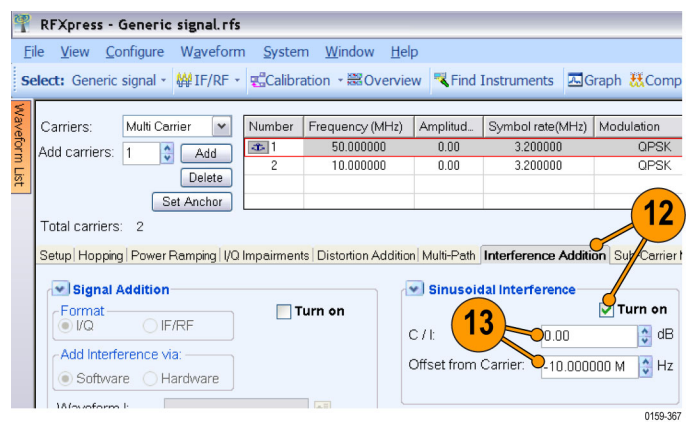 RFXpress - Generic signal.rfs
File View Configure Waveform System Window Help
Select: Generic signal IF/RF Calibration Overview Find Instruments Graph Comp
Waveform List
Carriers: Multi Carrier
Add carriers: 1 Add
Delete
Set Anchor
Total carriers: 2
Number Frequency (MHz) Amplitud... Symbol rate(MHz) Modulation
1 50.000000 0.00 3.200000 QPSK
2 10.000000 0.00 3.200000 QPSK
12
Setup Hopping Power Ramping I/Q Impairments Distortion Addition Multi-Path Interference Addition Sub-Carrier
Signal Addition
Turn on
Format
I/Q IF/RF
Add Interference via:
Software Hardware
Waveform I:
Sinusoidal Interference
Turn on
13
C / I: 0.00 dB
Offset from Carrier: -10.000000 M Hz
0159-367